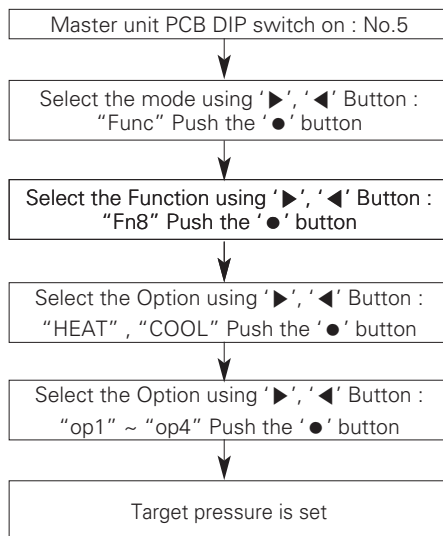 Master unit PCB DIP switch on : No.5
Select the mode using ‘▶’, ‘◀’ Button :
“Func” Push the ‘●’ button
Select the Function using ‘▶’, ‘◀’ Button :
“Fn8” Push the ‘●’ button
Select the Option using ‘▶’, ‘◀’ Button :
“HEAT” , “COOL” Push the ‘●’ button
Select the Option using ‘▶’, ‘◀’ Button :
“op1” ~ “op4” Push the ‘●’ button
Target pressure is set